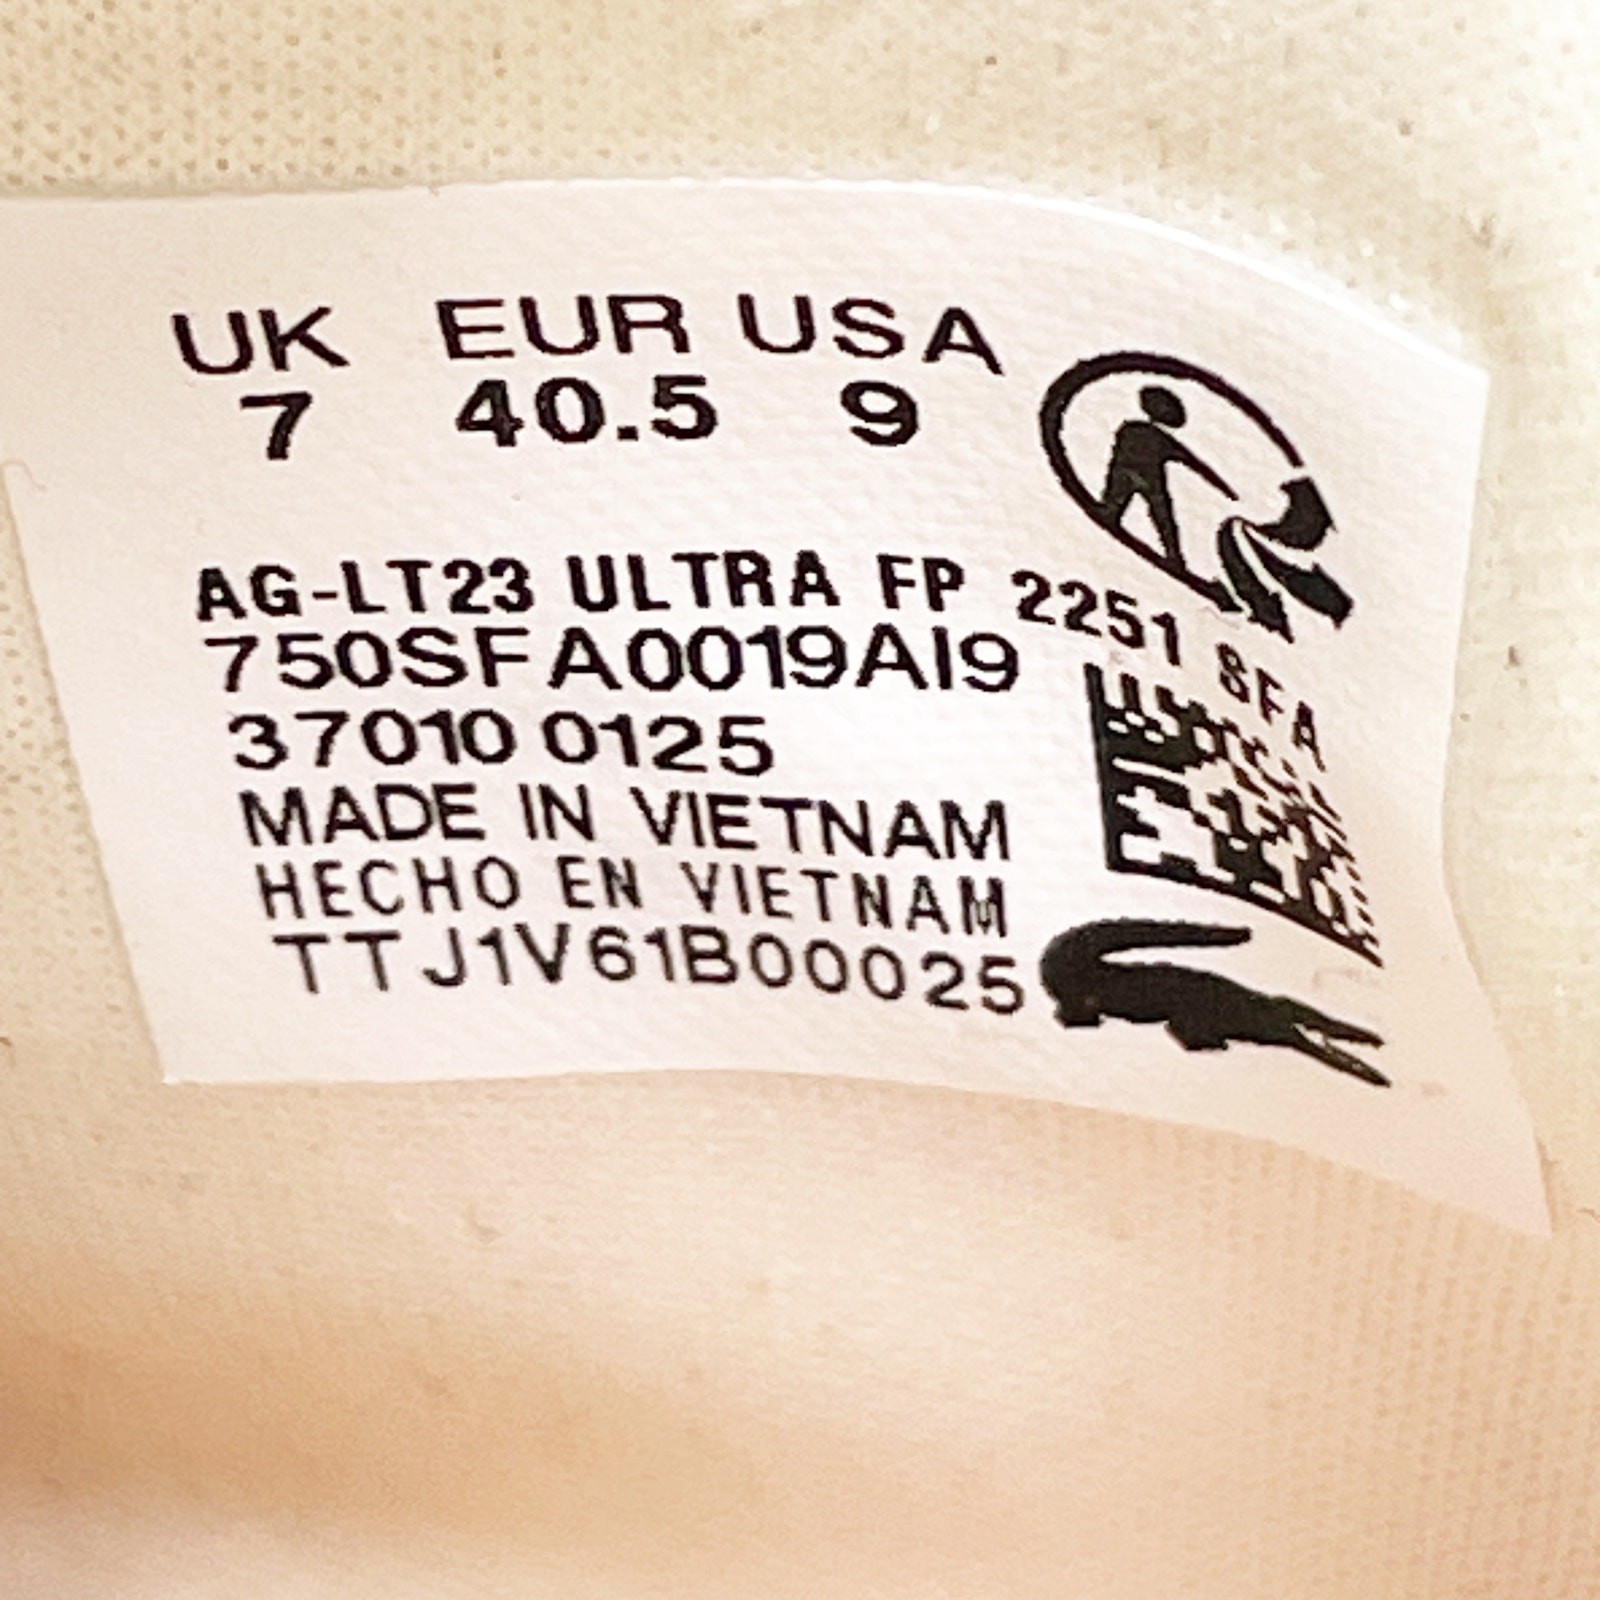 UK EUR USA
7 40.5 9
AG-LT23 ULTRA FP 2251 SFA
750SFA0019AI9
37010 0125
MADE IN VIETNAM
HECHO EN VIETNAM
TTJ1V61B00025